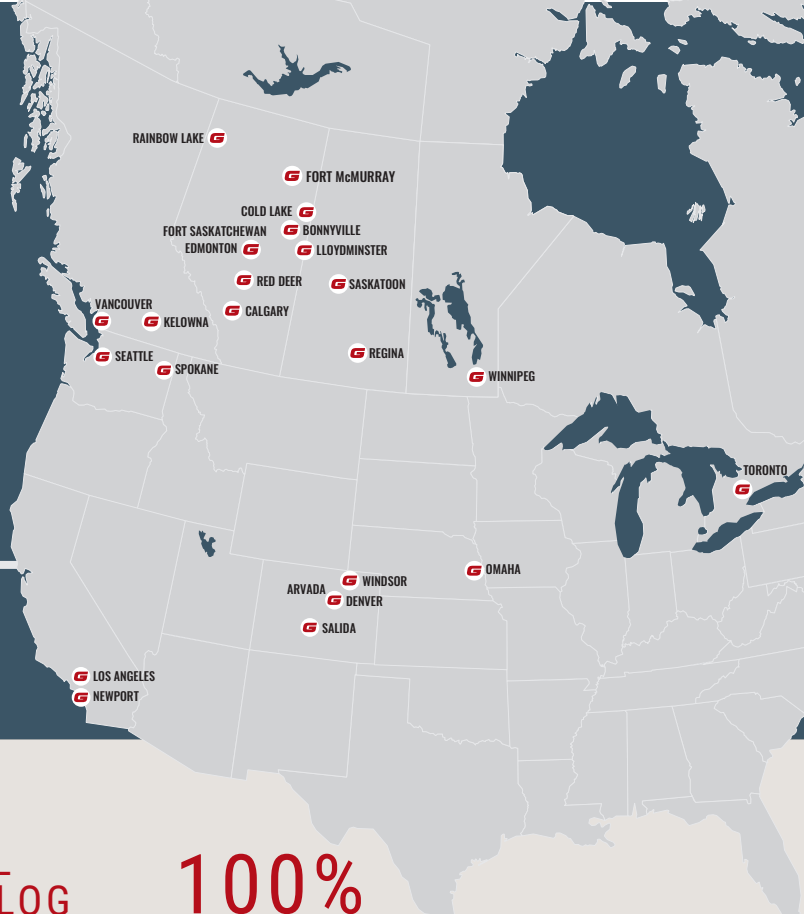 RAINBOW LAKE
FORT McMURRAY
COLD LAKE
FORT SASKATCHEWAN
BONNYVILLE
EDMONTON
LLOYDMINSTER
RED DEER
SASKATOON
VANCOUVER
CALGARY
KELOWNA
SEATTLE
REGINA
SPOKANE
WINNIPEG
TORONTO
OMAHA
WINDSOR
ARVADA
DENVER
SALIDA
LOS ANGELES
NEWPORT
100%
LOG